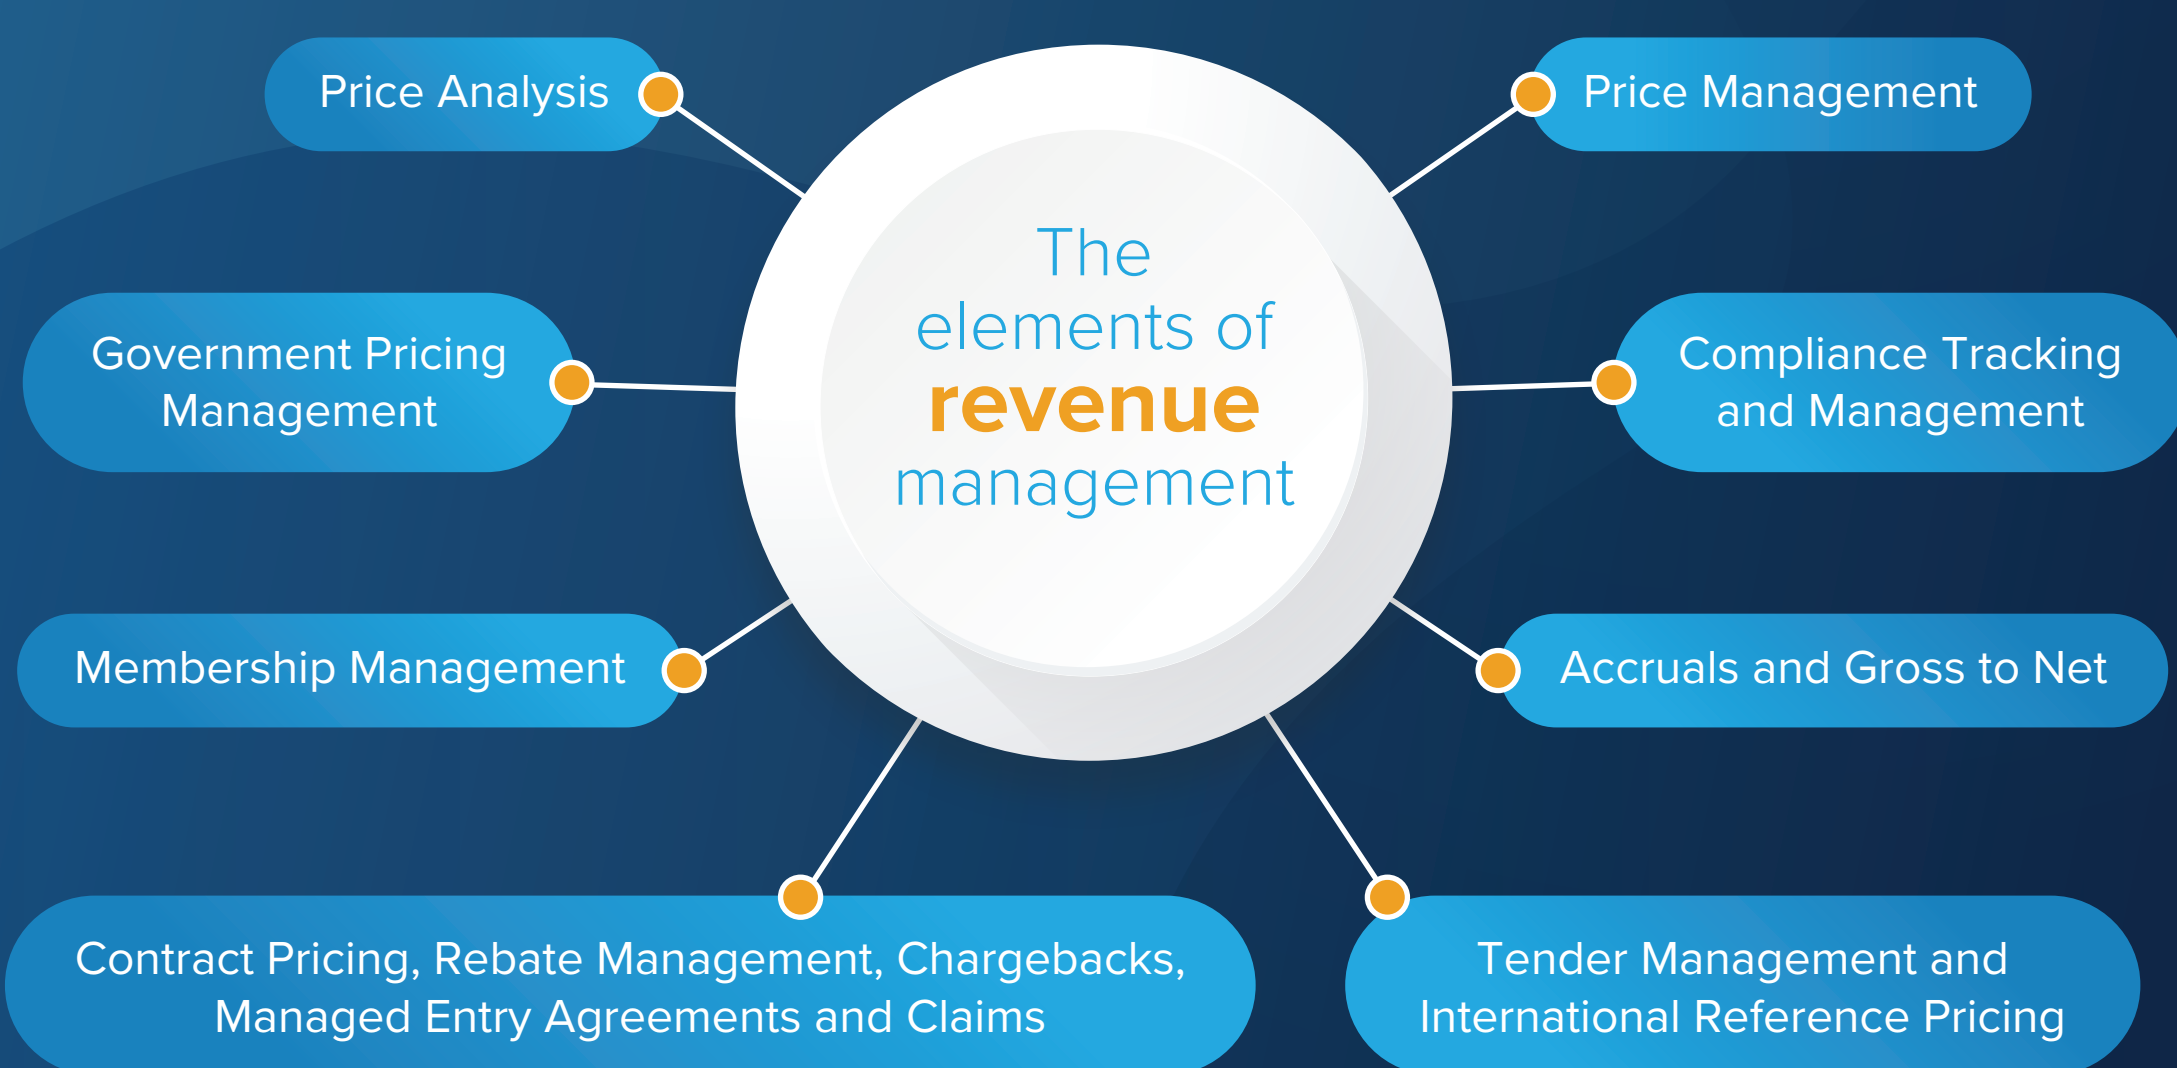 Price Analysis
Price Management
The
elements of
revenue
management
Government Pricing
Management
Compliance Tracking
and Management
Membership Management
Accruals and Gross to Net
Contract Pricing, Rebate Management, Chargebacks,
Managed Entry Agreements and Claims
Tender Management and
International Reference Pricing